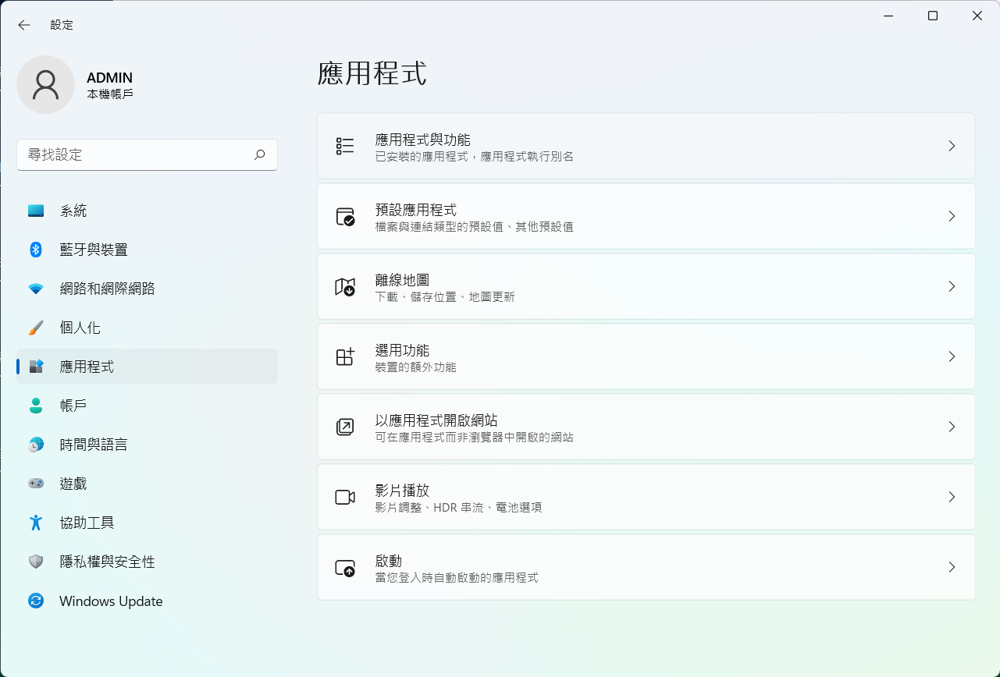 設定
ADMIN
本機帳戶
尋找設定
系統
藍牙與裝置
網路和網際網路
個人化
應用程式
帳戶
時間與語言
遊戲
協助工具
隱私權與安全性
Windows Update
應用程式
應用程式與功能
已安裝的應用程式，應用程式執行別名
預設應用程式
檔案與連結類型的預設值、其他預設值
離線地圖
下載、儲存位置、地圖更新
選用功能
裝置的額外功能
以應用程式開啟網站
可在應用程式而非瀏覽器中開啟的網站
影片播放
影片調整、HDR 串流、電池選項
啟動
當您登入時自動啟動的應用程式